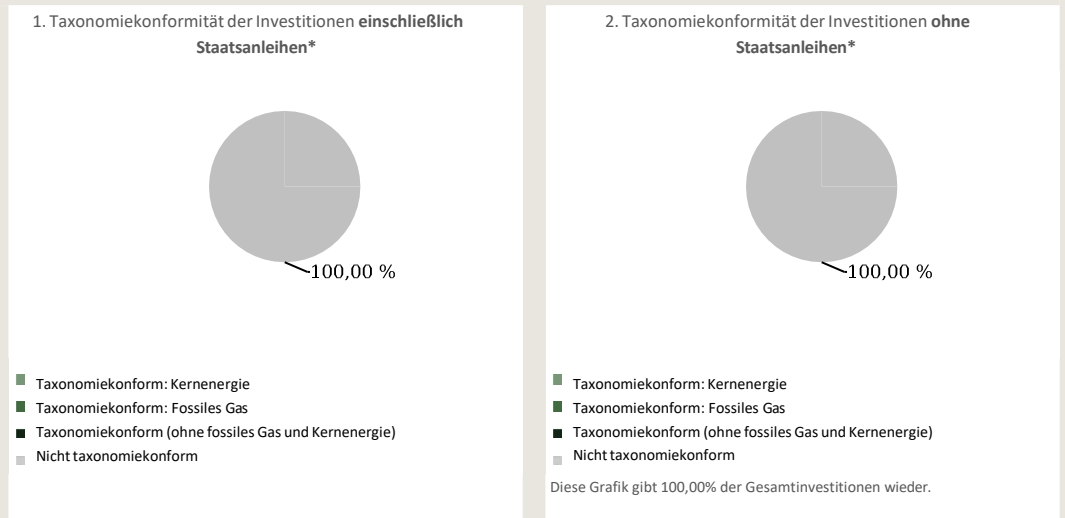 1. Taxonomiekonformität der Investitionen einschließlich
Staatsanleihen*
100,00 %
Taxonomiekonform: Kernenergie
Taxonomiekonform: Fossiles Gas
Taxonomiekonform (ohne fossiles Gas und Kernenergie)
Nicht taxonomiekonform
2. Taxonomiekonformität der Investitionen ohne
Staatsanleihen*
100,00 %
Taxonomiekonform: Kernenergie
Taxonomiekonform: Fossiles Gas
Taxonomiekonform (ohne fossiles Gas und Kernenergie)
Nicht taxonomiekonform
Diese Grafik gibt 100,00% der Gesamtinvestitionen wieder.